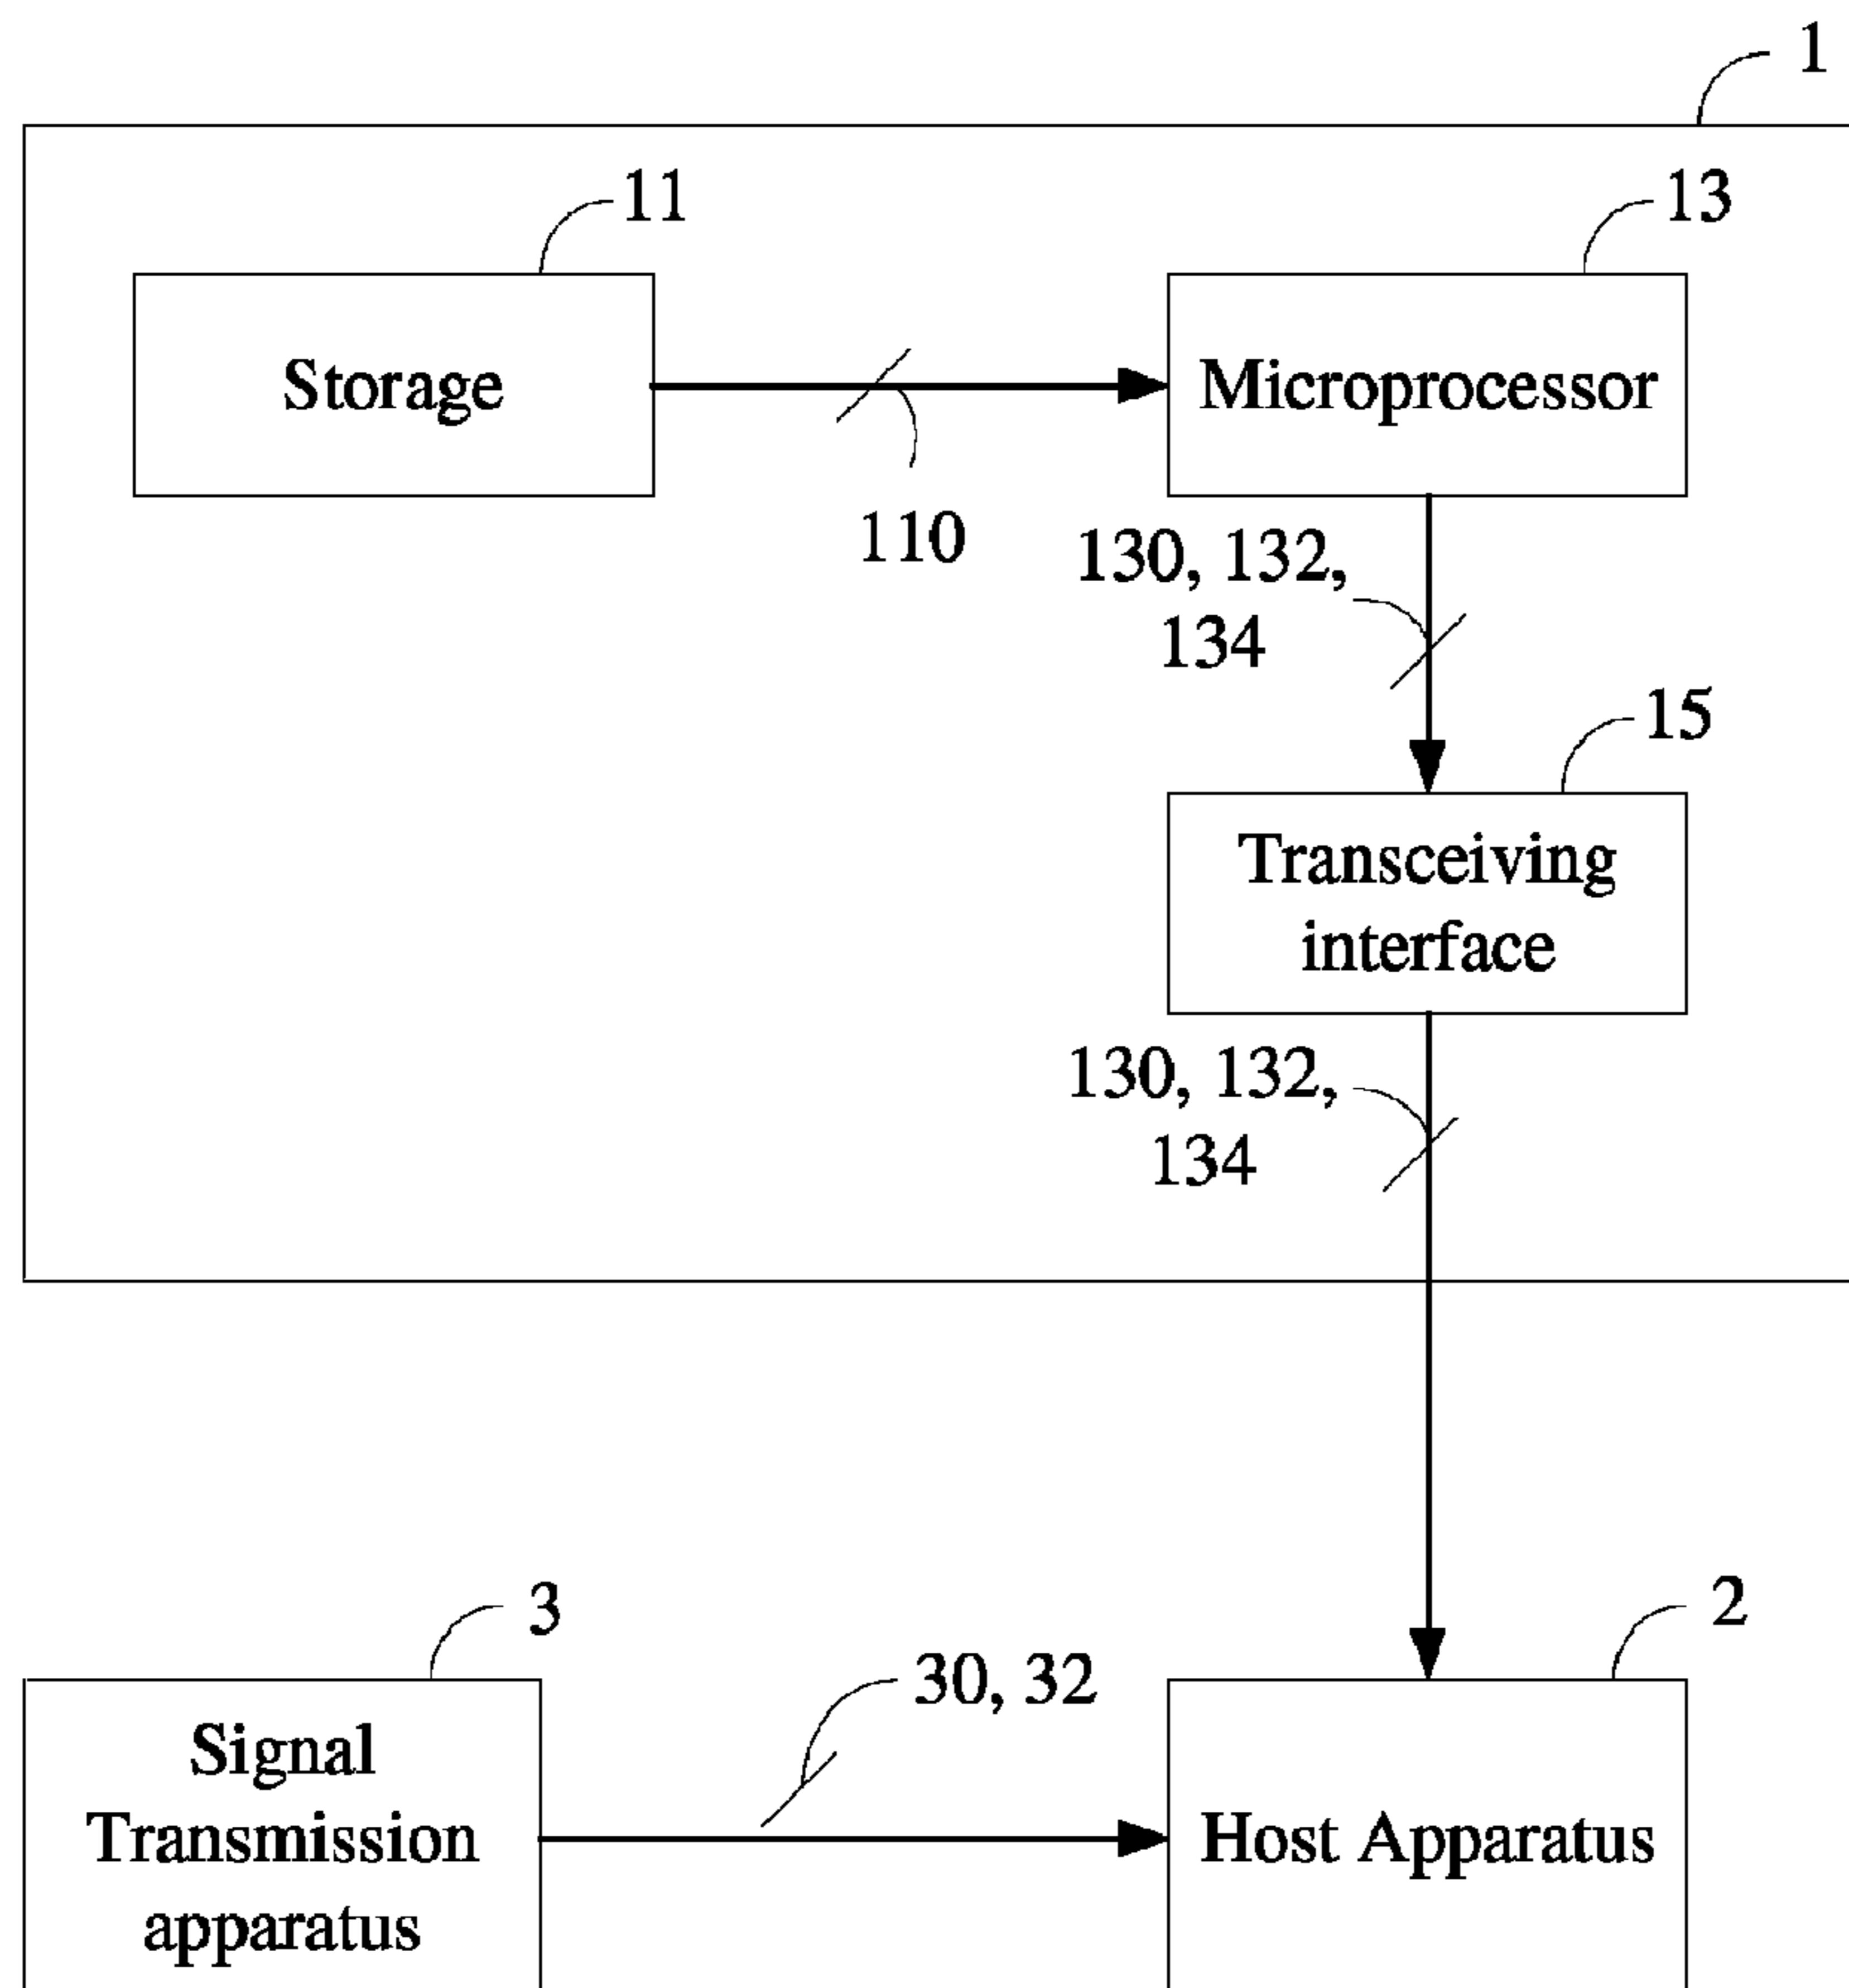 1
11
13
Storage
Microprocessor
110
130, 132,
134
15
Transceiving
interface
130, 132,
134
3
2
30, 32
Signal
Transmission
apparatus
Host Apparatus